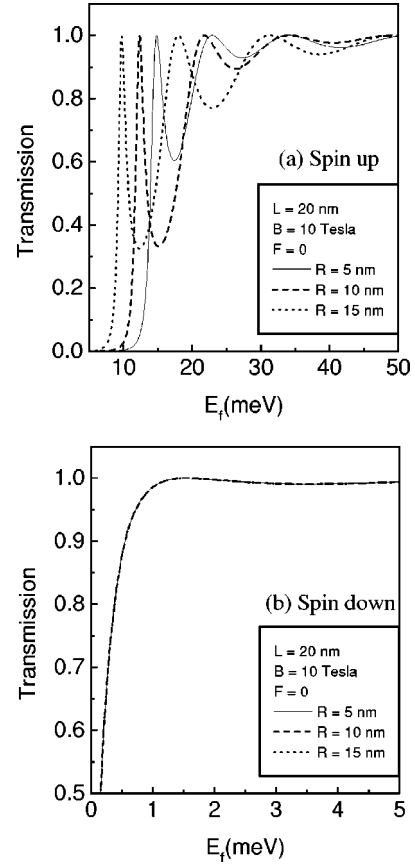 1.0
0.8
0.6
0.4
0.2
0.0
Transmission
(a) Spin up
L = 20 nm
B = 10 Tesla
F = 0
R = 5 nm
R = 10 nm
R = 15 nm
10 20 30 40 50
E_f(meV)
1.0
0.9
0.8
0.7
0.6
0.5
Transmission
(b) Spin down
L = 20 nm
B = 10 Tesla
F = 0
R = 5 nm
R = 10 nm
R = 15 nm
0 1 2 3 4 5
E_f(meV)